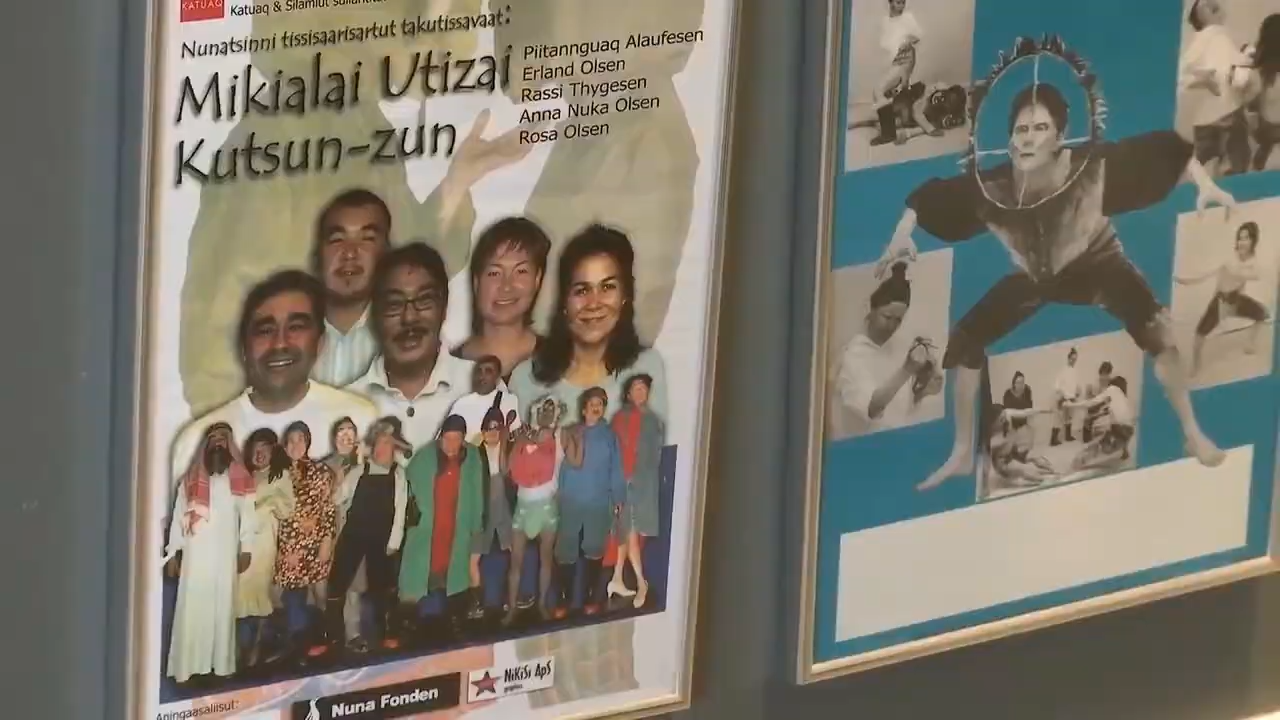 KATUAQ
Katuaq & Silamiut
Nunatsinni tissisaarisartut takutissavaat:
Mikialai Utizai
Kutsun-zun
Piitannguaq Alaufesen
Erland Olsen
Rassi Thygesen
Anna Nuka Olsen
Rosa Olsen
Aningaasaliisut:
Nuna Fonden
NiKiSi ApS
graphics